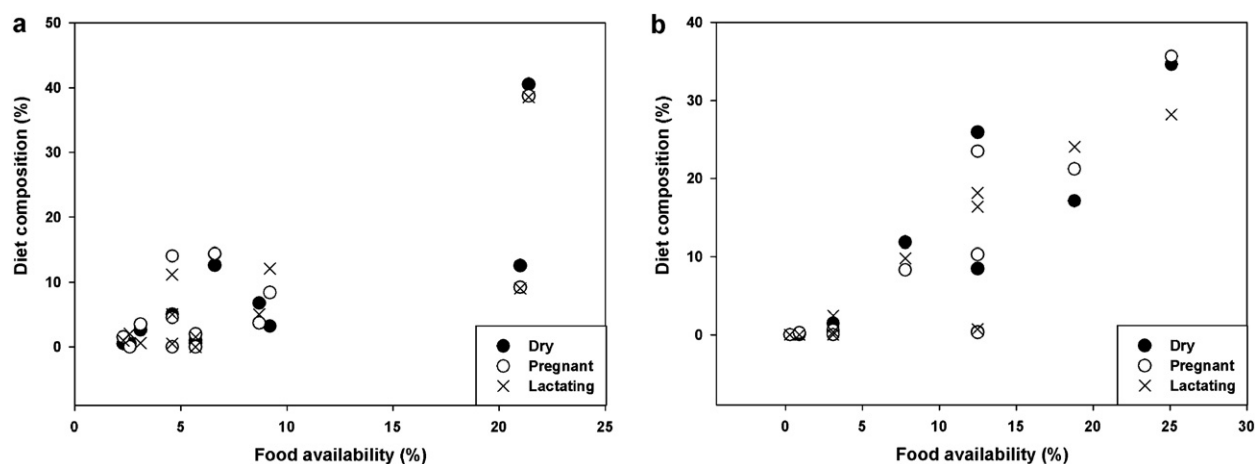 a
Diet composition (%)
50
40
30
20
10
0
0 5 10 15 20 25
Food availability (%)
Dry
Pregnant
Lactating
b
Diet composition (%)
40
30
20
10
0
0 5 10 15 20 25 30
Food availability (%)
Dry
Pregnant
Lactating